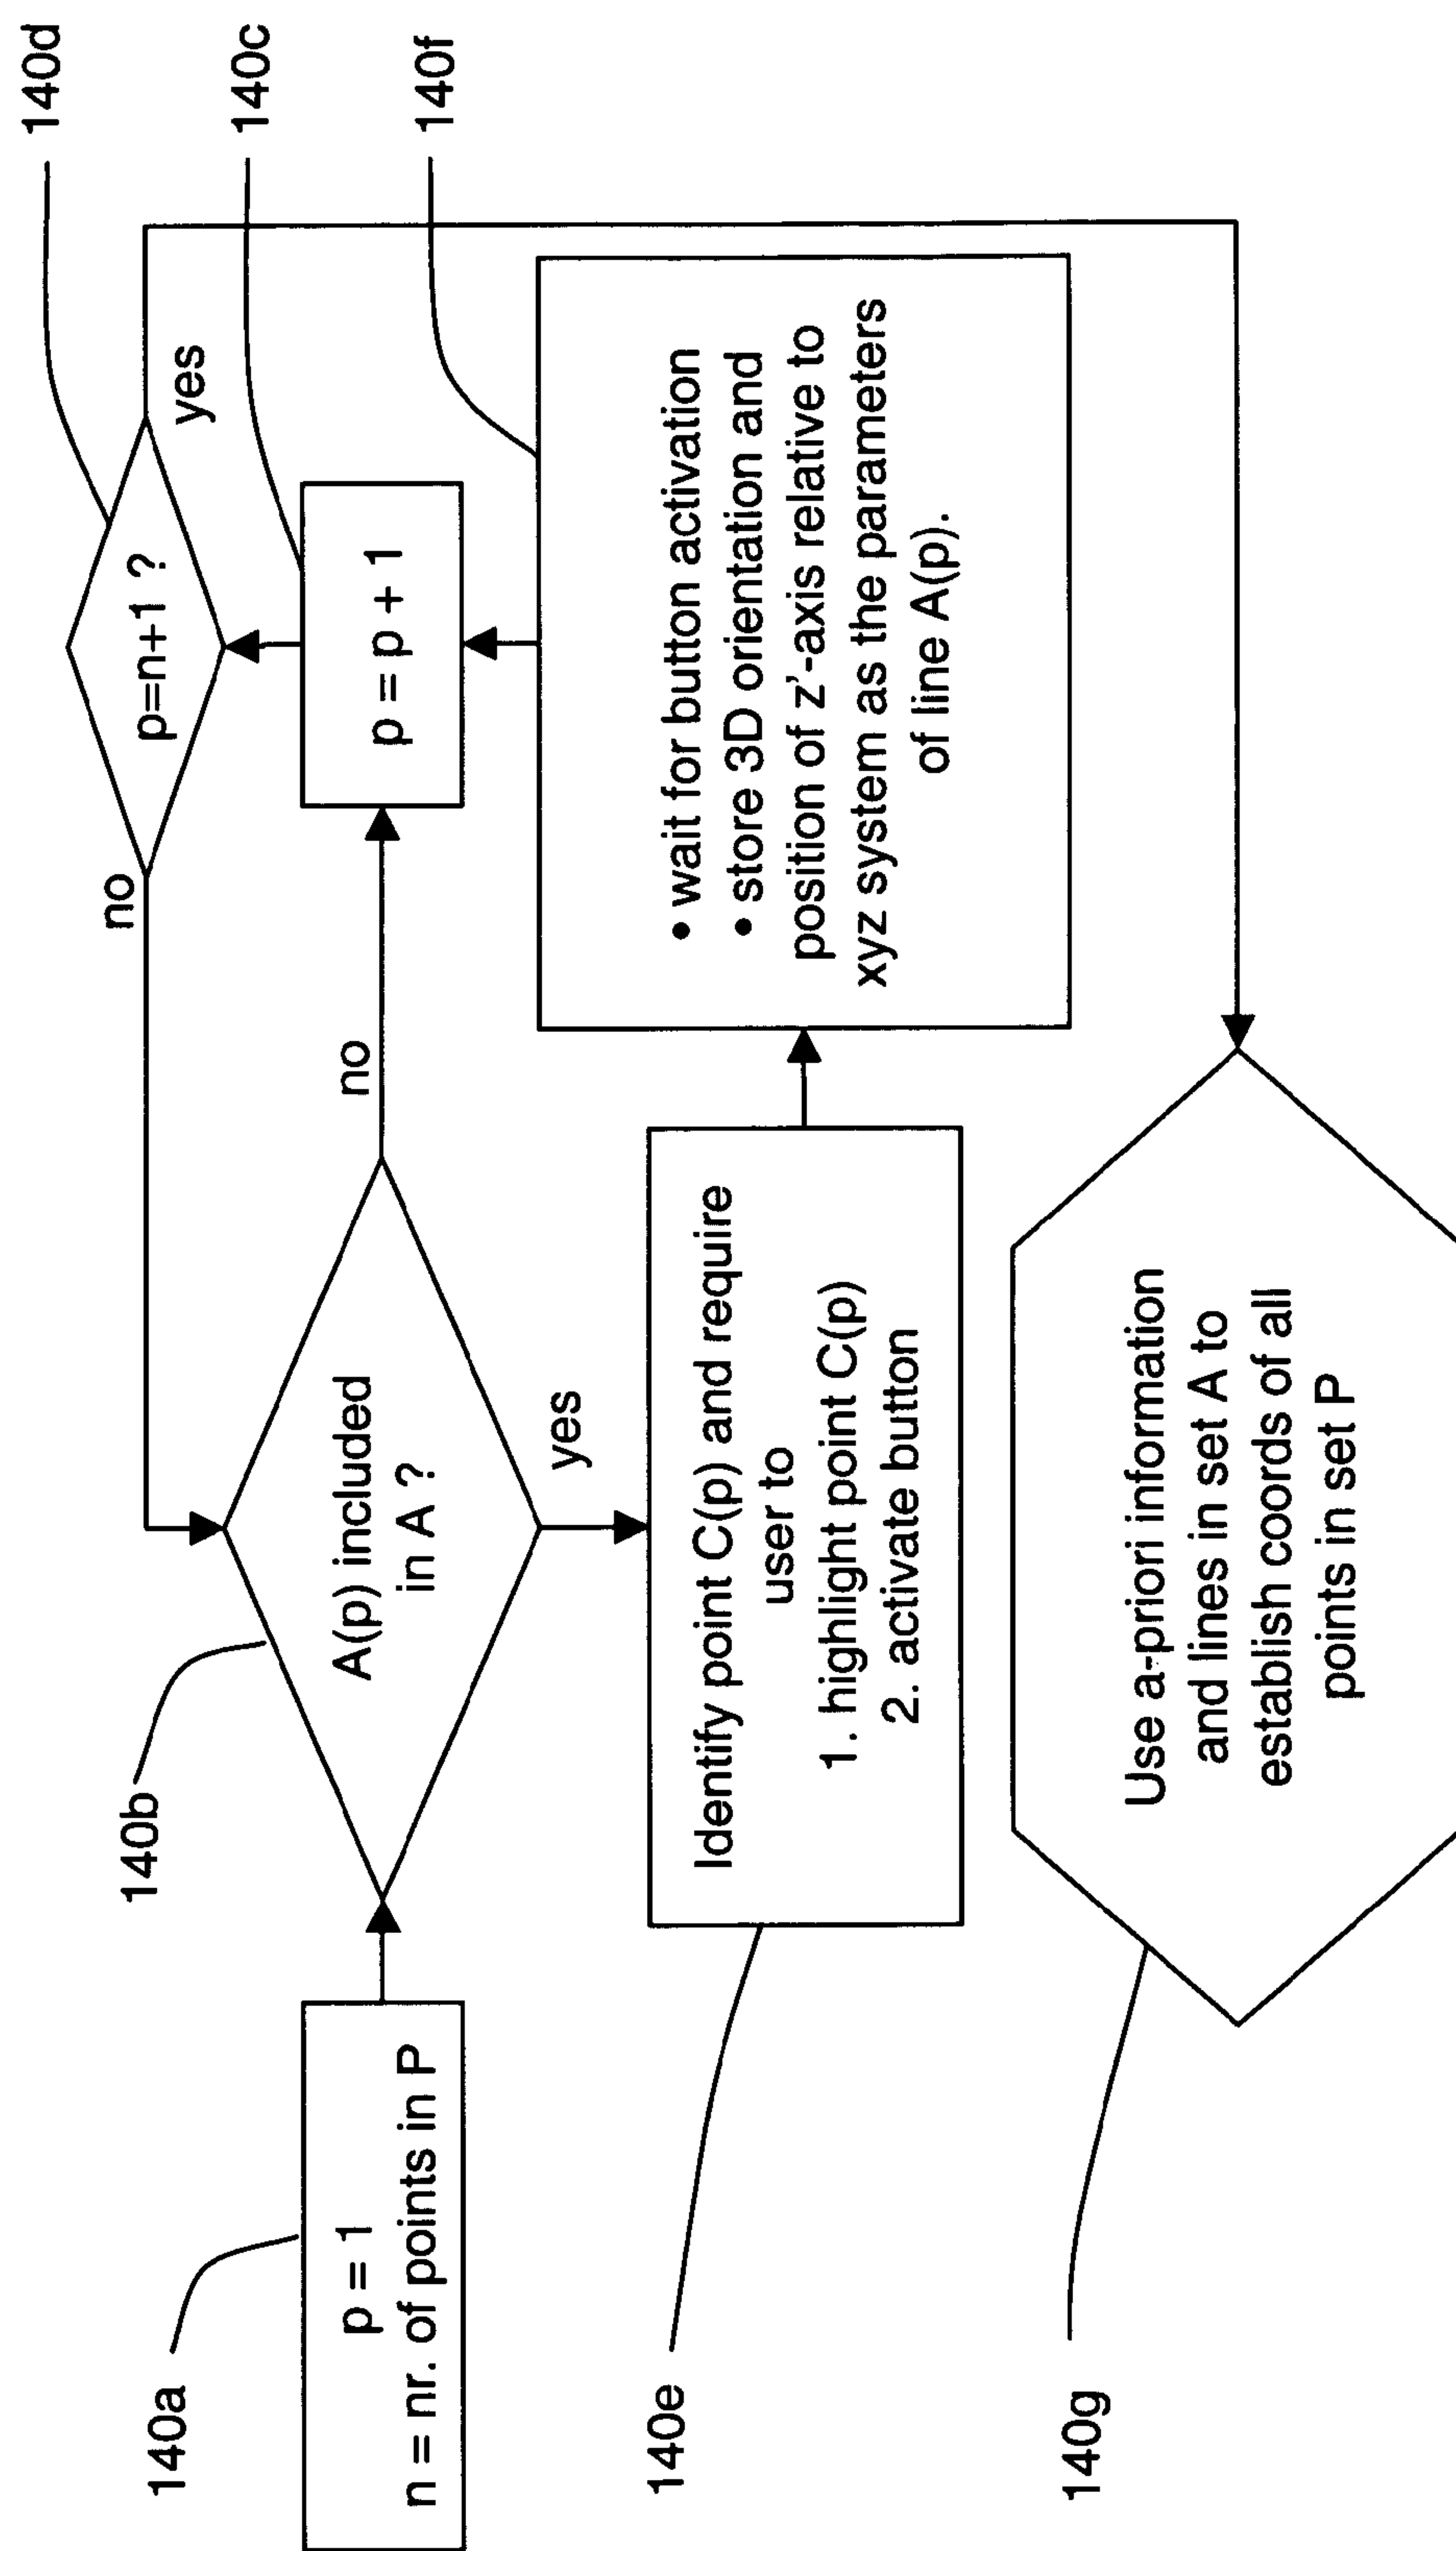 140a
p = 1
n = nr. of points in P
140b
A(p) included
in A ?
no
yes
140d
p=n+1 ?
no
yes
140c
p = p + 1
140e
Identify point C(p) and require
user to
1. highlight point C(p)
2. activate button
140f
• wait for button activation
• store 3D orientation and
position of z'-axis relative to
xyz system as the parameters
of line A(p).
140g
Use a-priori information
and lines in set A to
establish coords of all
points in set P